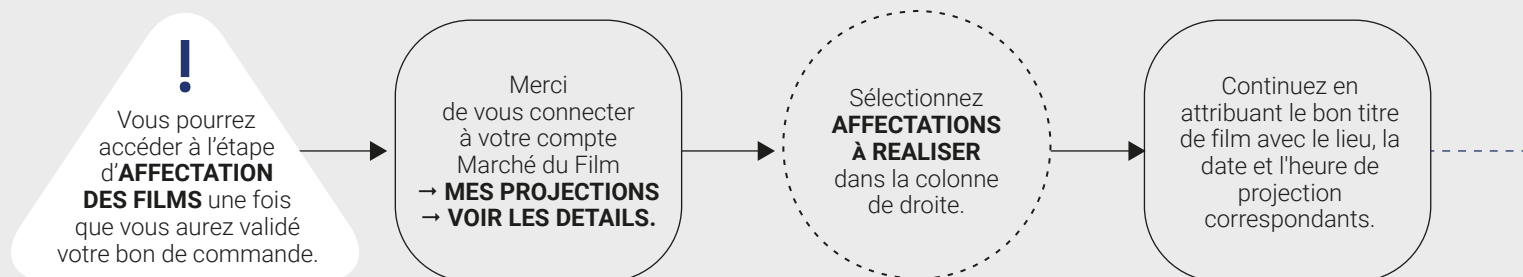 !
Vous pourrez
accéder à l'étape
d'AFFECTATION
DES FILMS une fois
que vous aurez validé
votre bon de commande.
Merci
de vous connecter
à votre compte
Marché du Film
→ MES PROJECTIONS
→ VOIR LES DETAILS.
Sélectionnez
AFFECTATIONS
À REALISER
dans la colonne
de droite.
Continuez en
attribuant le bon titre
de film avec le lieu, la
date et l'heure de
projection
correspondants.